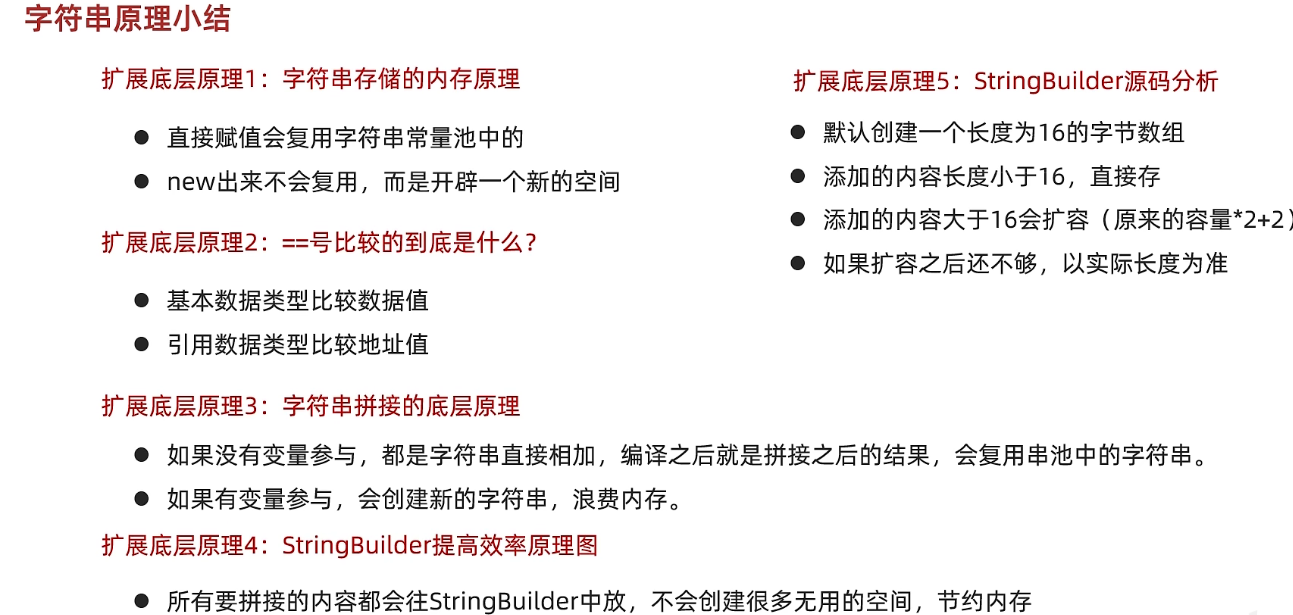 字符串原理小结
扩展底层原理1：字符串存储的内存原理
直接赋值会复用字符串常量池中的
new出来不会复用，而是开辟一个新的空间
扩展底层原理2：==号比较的到底是什么？
基本数据类型比较数据值
引用数据类型比较地址值
扩展底层原理3：字符串拼接的底层原理
如果没有变量参与，都是字符串直接相加，编译之后就是拼接之后的结果，会复用串池中的字符串。
如果有变量参与，会创建新的字符串，浪费内存。
扩展底层原理4：StringBuilder提高效率原理图
所有要拼接的内容都会往StringBuilder中放，不会创建很多无用的空间，节约内存
扩展底层原理5：StringBuilder源码分析
默认创建一个长度为16的字节数组
添加的内容长度小于16，直接存
添加的内容大于16会扩容（原来的容量*2+2）
如果扩容之后还不够，以实际长度为准